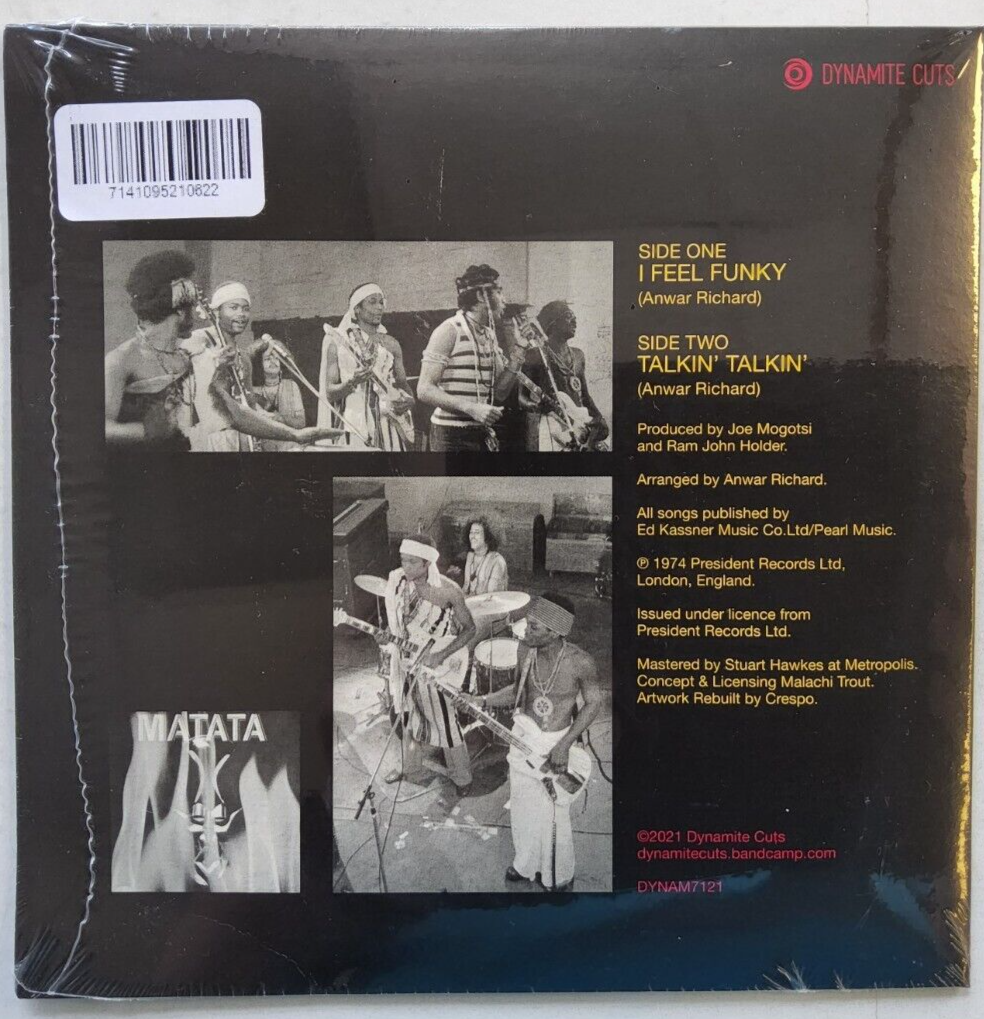 DYNAMITE CUTS
7141095210622
SIDE ONE
I FEEL FUNKY
(Anwar Richard)
SIDE TWO
TALKIN' TALKIN'
(Anwar Richard)
Produced by Joe Mogotsi
and Ram John Holder.
Arranged by Anwar Richard.
All songs published by
Ed Kassner Music Co.Ltd/Pearl Music.
℗ 1974 President Records Ltd,
London, England.
Issued under licence from
President Records Ltd.
Mastered by Stuart Hawkes at Metropolis.
Concept & Licensing Malachi Trout.
Artwork Rebuilt by Crespo.
MATATA
©2021 Dynamite Cuts
dynamitecuts.bandcamp.com
DYNAM7121